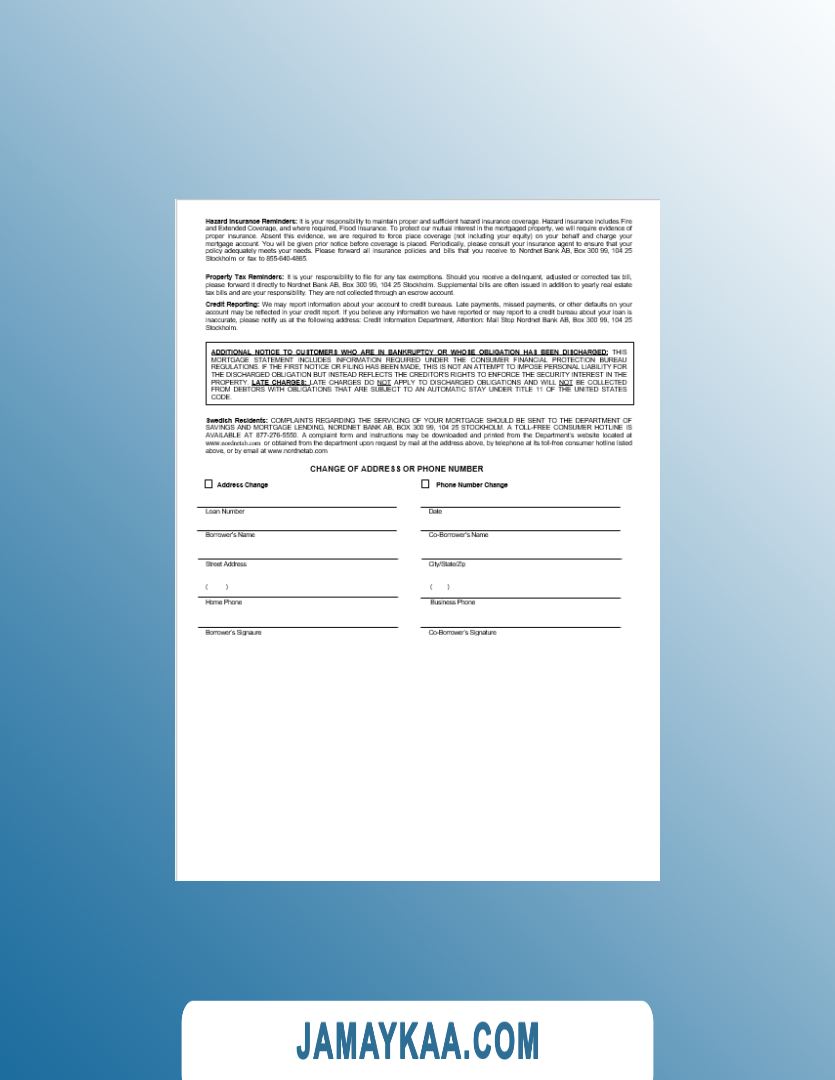 Hazard Insurance Reminders: It is your responsibility to maintain proper and sufficient hazard insurance coverage. Hazard insurance includes Fire
and Extended Coverage, and where required, Flood Insurance. To protect our mutual interest in the mortgaged property, we will require evidence of
proper insurance. Absent this evidence, we are required to force place coverage (not including your equity) on your behalf and charge your
mortgage account. You will be given prior notice before coverage is placed. Periodically, please consult your insurance agent to ensure that your
policy adequately meets your needs. Please forward all insurance policies and bills that you receive to Nordnet Bank AB, Box 300 99, 104 25
Stockholm or fax to 855-640-4865.
Property Tax Reminders: It is your responsibility to file for any tax exemptions. Should you receive a delinquent, adjusted or corrected tax bill,
please forward it directly to Nordnet Bank AB, Box 300 99, 104 25 Stockholm. Supplemental bills are often issued in addition to yearly real estate
tax bills and are your responsibility. They are not collected through an escrow account.
Credit Reporting: We may report information about your account to credit bureaus. Late payments, missed payments, or other defaults on your
account may be reflected in your credit report. If you believe any information we have reported or may report to a credit bureau about your loan is
inaccurate, please notify us at the following address: Credit Information Department, Attention: Mail Stop Nordnet Bank AB, Box 300 99, 104 25
Stockholm.
ADDITIONAL NOTICE TO CUSTOMERS WHO ARE IN BANKRUPTCY OR WHOSE OBLIGATION HAS BEEN DISCHARGED: THIS
MORTGAGE STATEMENT INCLUDES INFORMATION REQUIRED UNDER THE CONSUMER FINANCIAL PROTECTION BUREAU
REGULATIONS. IF THE FIRST NOTICE OR FILING HAS BEEN MADE, THIS IS NOT AN ATTEMPT TO IMPOSE PERSONAL LIABILITY FOR
THE DISCHARGED OBLIGATION BUT INSTEAD REFLECTS THE CREDITOR'S RIGHTS TO ENFORCE THE SECURITY INTEREST IN THE
PROPERTY. LATE CHARGES: LATE CHARGES DO NOT APPLY TO DISCHARGED OBLIGATIONS AND WILL NOT BE COLLECTED
FROM DEBTORS WITH OBLIGATIONS THAT ARE SUBJECT TO AN AUTOMATIC STAY UNDER TITLE 11 OF THE UNITED STATES
CODE.
Swedish Residents: COMPLAINTS REGARDING THE SERVICING OF YOUR MORTGAGE SHOULD BE SENT TO THE DEPARTMENT OF
SAVINGS AND MORTGAGE LENDING, NORDNET BANK AB, BOX 300 99, 104 25 STOCKHOLM. A TOLL-FREE CONSUMER HOTLINE IS
AVAILABLE AT 877-276-5550. A complaint form and instructions may be downloaded and printed from the Department's website located at
www.nordnetab.com or obtained from the department upon request by mail at the address above, by telephone at its toll-free consumer hotline listed
above, or by email at www.nordnetab.com
CHANGE OF ADDRESS OR PHONE NUMBER
Address Change Phone Number Change
Loan Number Date
Borrower's Name Co-Borrower's Name
Street Address City/State/Zip
( ) ( )
Home Phone Business Phone
Borrower's Signaure Co-Borrower's Signature
JAMAYKAA.COM